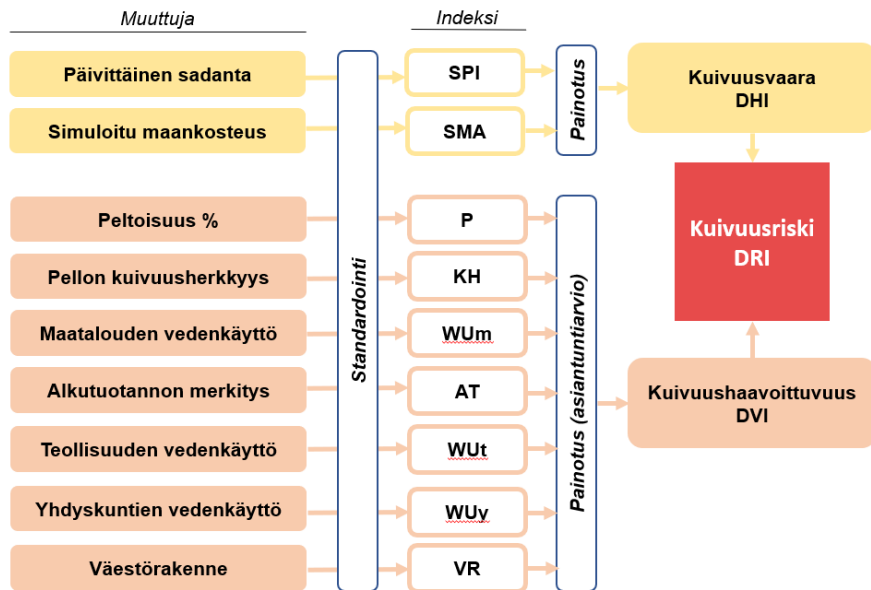 Muuttuja
Indeksi
Päivittäinen sadanta
SPI
Simuloitu maankosteus
SMA
Painotus
Kuivuusvaara
DHI
Standardointi
Peltoisuus %
P
Pellon kuivuusherkkyys
KH
Maatalouden vedenkäyttö
WUm
Alkutuotannon merkitys
AT
Teollisuuden vedenkäyttö
WUt
Yhdyskuntien vedenkäyttö
WUy
Väestörakenne
VR
Painotus (asiantuntiarvio)
Kuivuusriski
DRI
Kuivuushaavoittuvuus
DVI